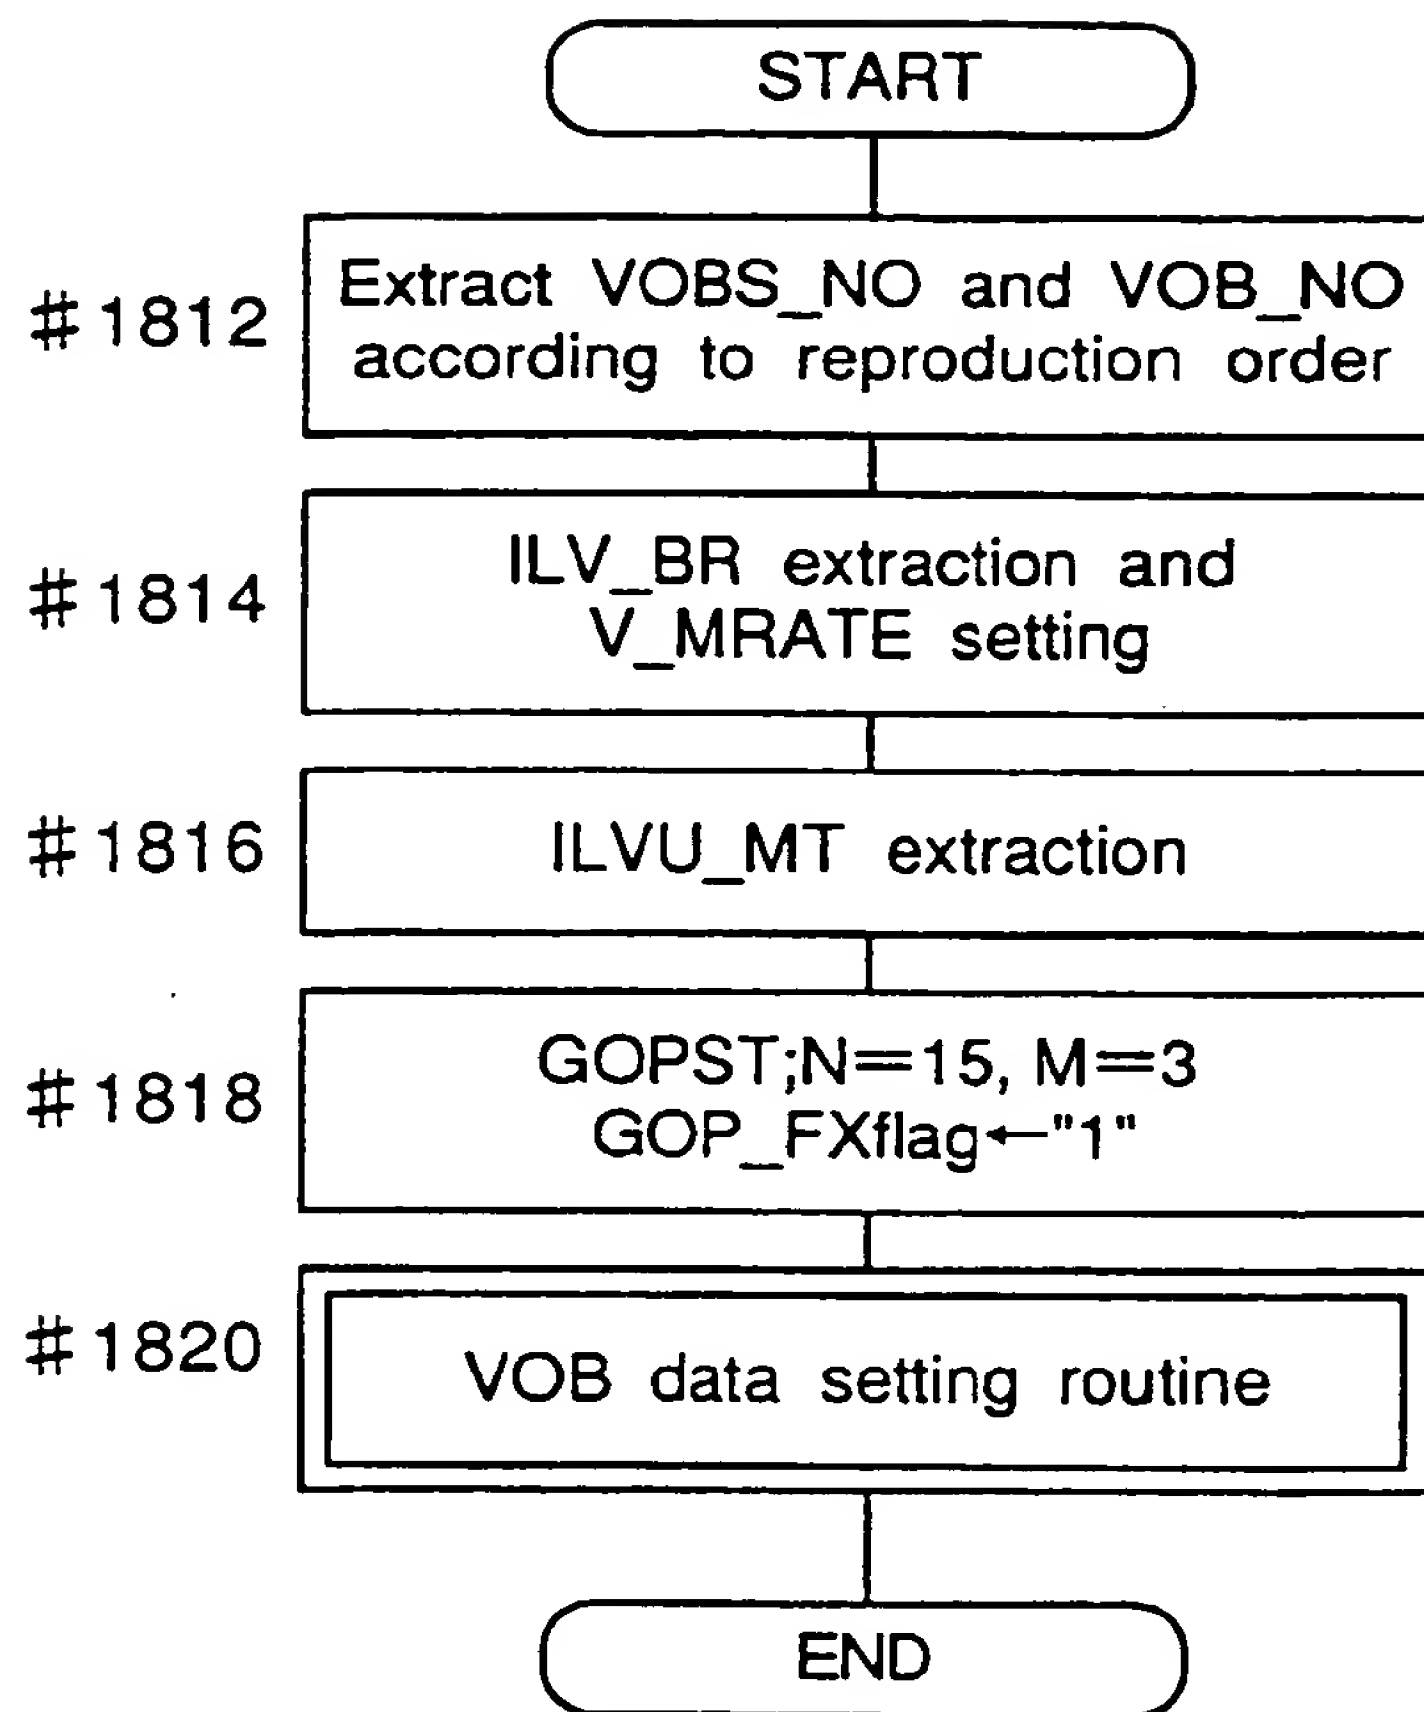 START
#1812
Extract VOBS_NO and VOB_NO
according to reproduction order
#1814
ILV_BR extraction and
V_MRATE setting
#1816
ILVU_MT extraction
#1818
GOPST;N=15, M=3
GOP_FXflag←"1"
#1820
VOB data setting routine
END